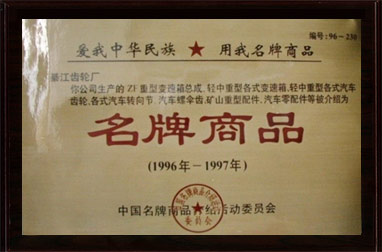 编号:96-230
爱我中华民族 ★ 用我名牌商品
綦江齿轮厂
你公司生产的ZF重型变速箱总成,轻中重型各式变速箱,轻中重型各式汽车
齿轮,各式汽车转向节,汽车螺伞齿,矿山重型配件,汽车零配件等被介绍为
名牌商品
(1996年-1997年)
中国名牌商品介绍活动委员会